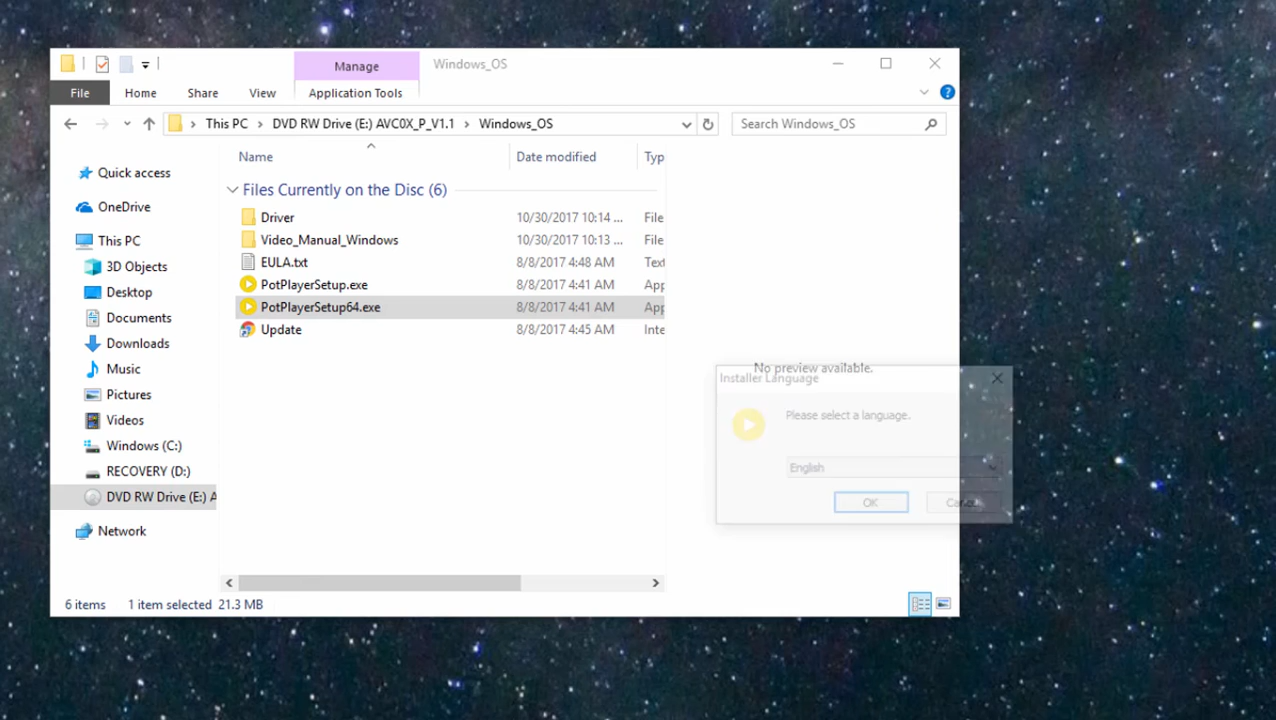 Manage
Windows_OS
File
Home
Share
View
Application Tools
?
This PC > DVD RW Drive (E:) AVC0X_P_V1.1 > Windows_OS
Search Windows_OS
Name
Date modified
Typ
Quick access
OneDrive
This PC
3D Objects
Desktop
Documents
Downloads
Music
Pictures
Videos
Windows (C:)
RECOVERY (D:)
DVD RW Drive (E:) A
Network
Files Currently on the Disc (6)
Driver 10/30/2017 10:14 ... File
Video_Manual_Windows 10/30/2017 10:13 ... File
EULA.txt 8/8/2017 4:48 AM Text
PotPlayerSetup.exe 8/8/2017 4:41 AM App
PotPlayerSetup64.exe 8/8/2017 4:41 AM App
Update 8/8/2017 4:45 AM Inte
No preview available.
Installer Language
Please select a language.
English
OK
Cancel
6 items 1 item selected 21.3 MB